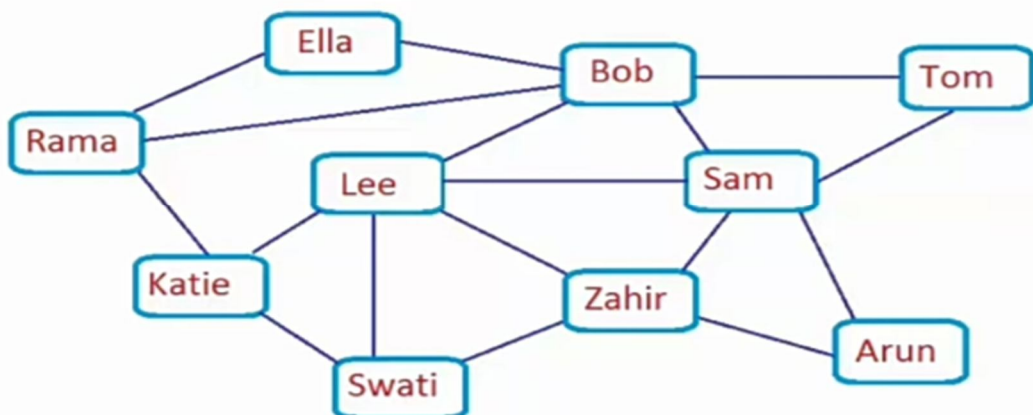 Ella
Bob
Tom
Rama
Lee
Sam
Katie
Zahir
Arun
Swati